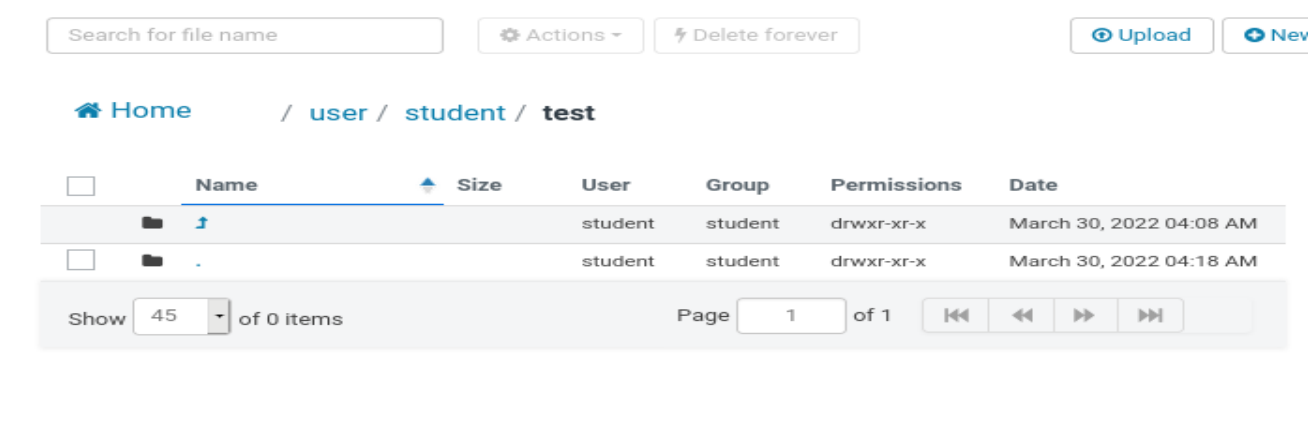 Search for file name Actions Delete forever Upload New
Home / user / student / test
Name Size User Group Permissions Date
student student drwxr-xr-x March 30, 2022 04:08 AM
. student student drwxr-xr-x March 30, 2022 04:18 AM
Show 45 of 0 items Page 1 of 1